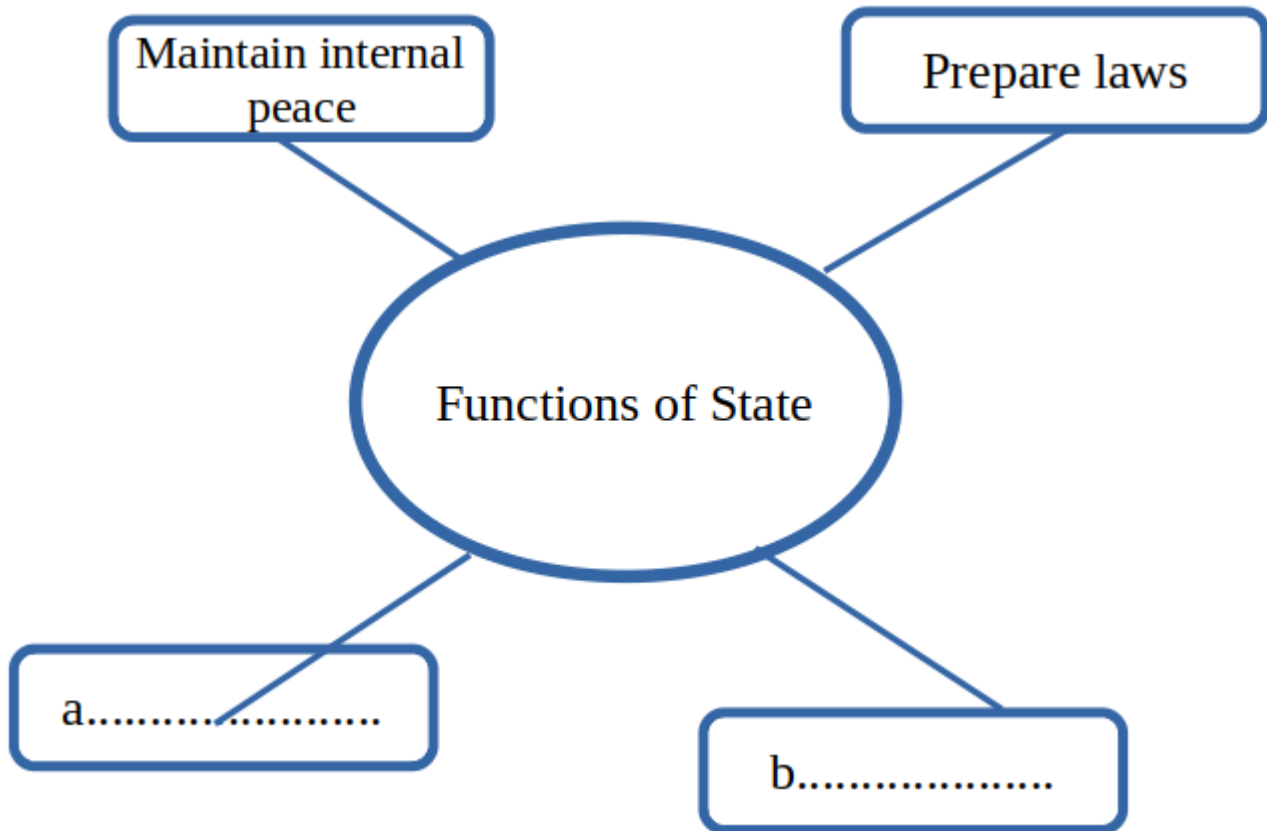 Maintain internal
peace
Prepare laws
Functions of State
a.......................
b....................